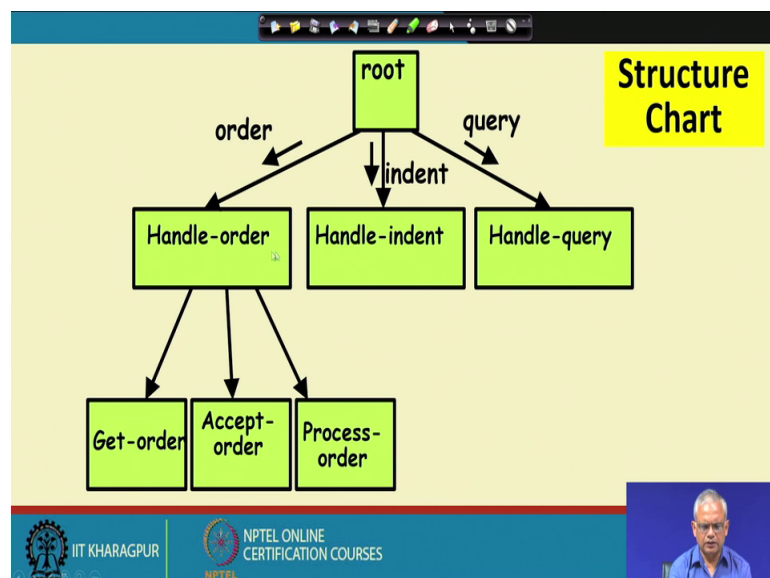 root
Structure
Chart
order
query
indent
Handle-order
Handle-indent
Handle-query
Get-order
Accept-
order
Process-
order
IIT KHARAGPUR
NPTEL ONLINE
CERTIFICATION COURSES
NPTEL